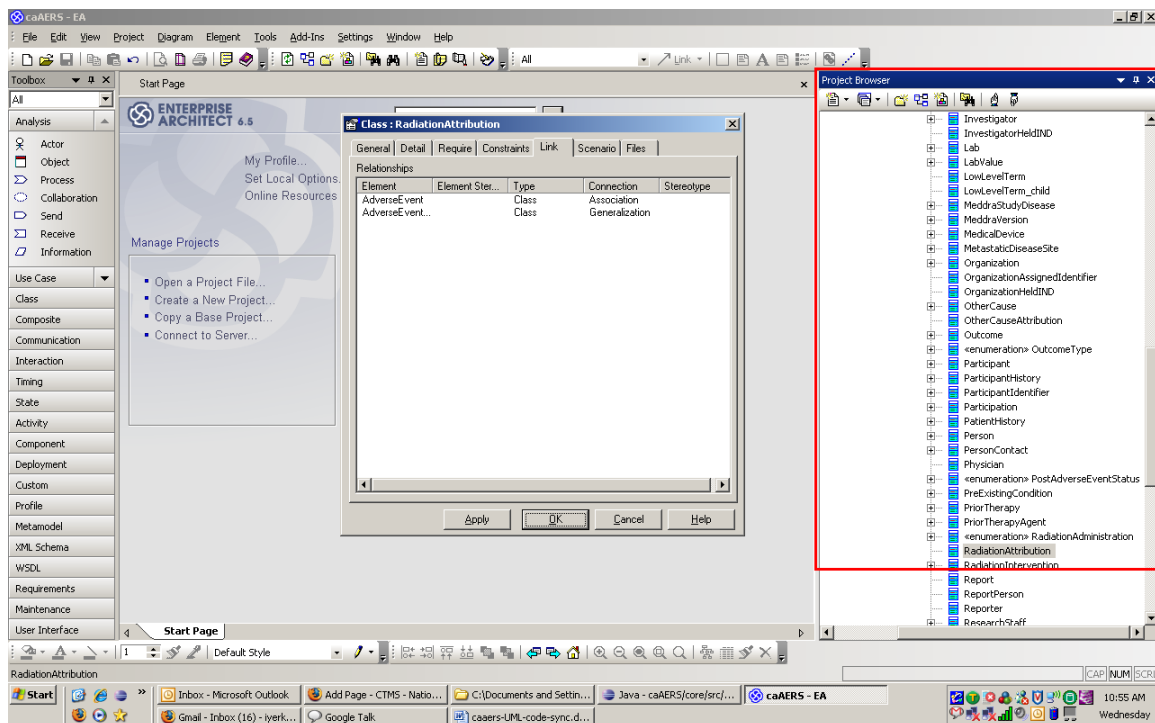 caAERS - EA
File Edit View Project Diagram Element Tools Add-Ins Settings Window Help
All Link
Toolbox
All
Analysis
Actor
Object
Process
Collaboration
Send
Receive
Information
Use Case
Class
Composite
Communication
Interaction
Timing
State
Activity
Component
Deployment
Custom
Profile
Metamodel
XML Schema
WSDL
Requirements
Maintenance
User Interface
Start Page
ENTERPRISE
ARCHITECT 6.5
My Profile...
Set Local Options.
Online Resources
Manage Projects
Open a Project File...
Create a New Project...
Copy a Base Project...
Connect to Server...
Class : RadiationAttribution
General Detail Require Constraints Link Scenario Files
Relationships
Element Element Ster... Type Connection Stereotype
AdverseEvent Class Association
AdverseEvent... Class Generalization
Apply OK Cancel Help
Project Browser
Investigator
InvestigatorHeldIND
Lab
LabValue
LowLevelTerm
LowLevelTerm_child
MeddraStudyDisease
MeddraVersion
MedicalDevice
MetastaticDiseaseSite
Organization
OrganizationAssignedIdentifier
OrganizationHeldIND
OtherCause
OtherCauseAttribution
Outcome
«enumeration» OutcomeType
Participant
ParticipantHistory
ParticipantIdentifier
Participation
PatientHistory
Person
PersonContact
Physician
«enumeration» PostAdverseEventStatus
PreExistingCondition
PriorTherapy
PriorTherapyAgent
«enumeration» RadiationAdministration
RadiationAttribution
RadiationIntervention
Report
ReportPerson
Reporter
ResearchStaff
Start Page
1 Default Style
RadiationAttribution
CAP NUM SCRL
Start » Inbox - Microsoft Outlook Add Page - CTMS - Natio... C:\Documents and Settin... Java - caAERS/core/src/... caAERS - EA 10:55 AM
Gmail - Inbox (16) - iyerk... Google Talk caaers-UML-code-sync.d... Wednesday